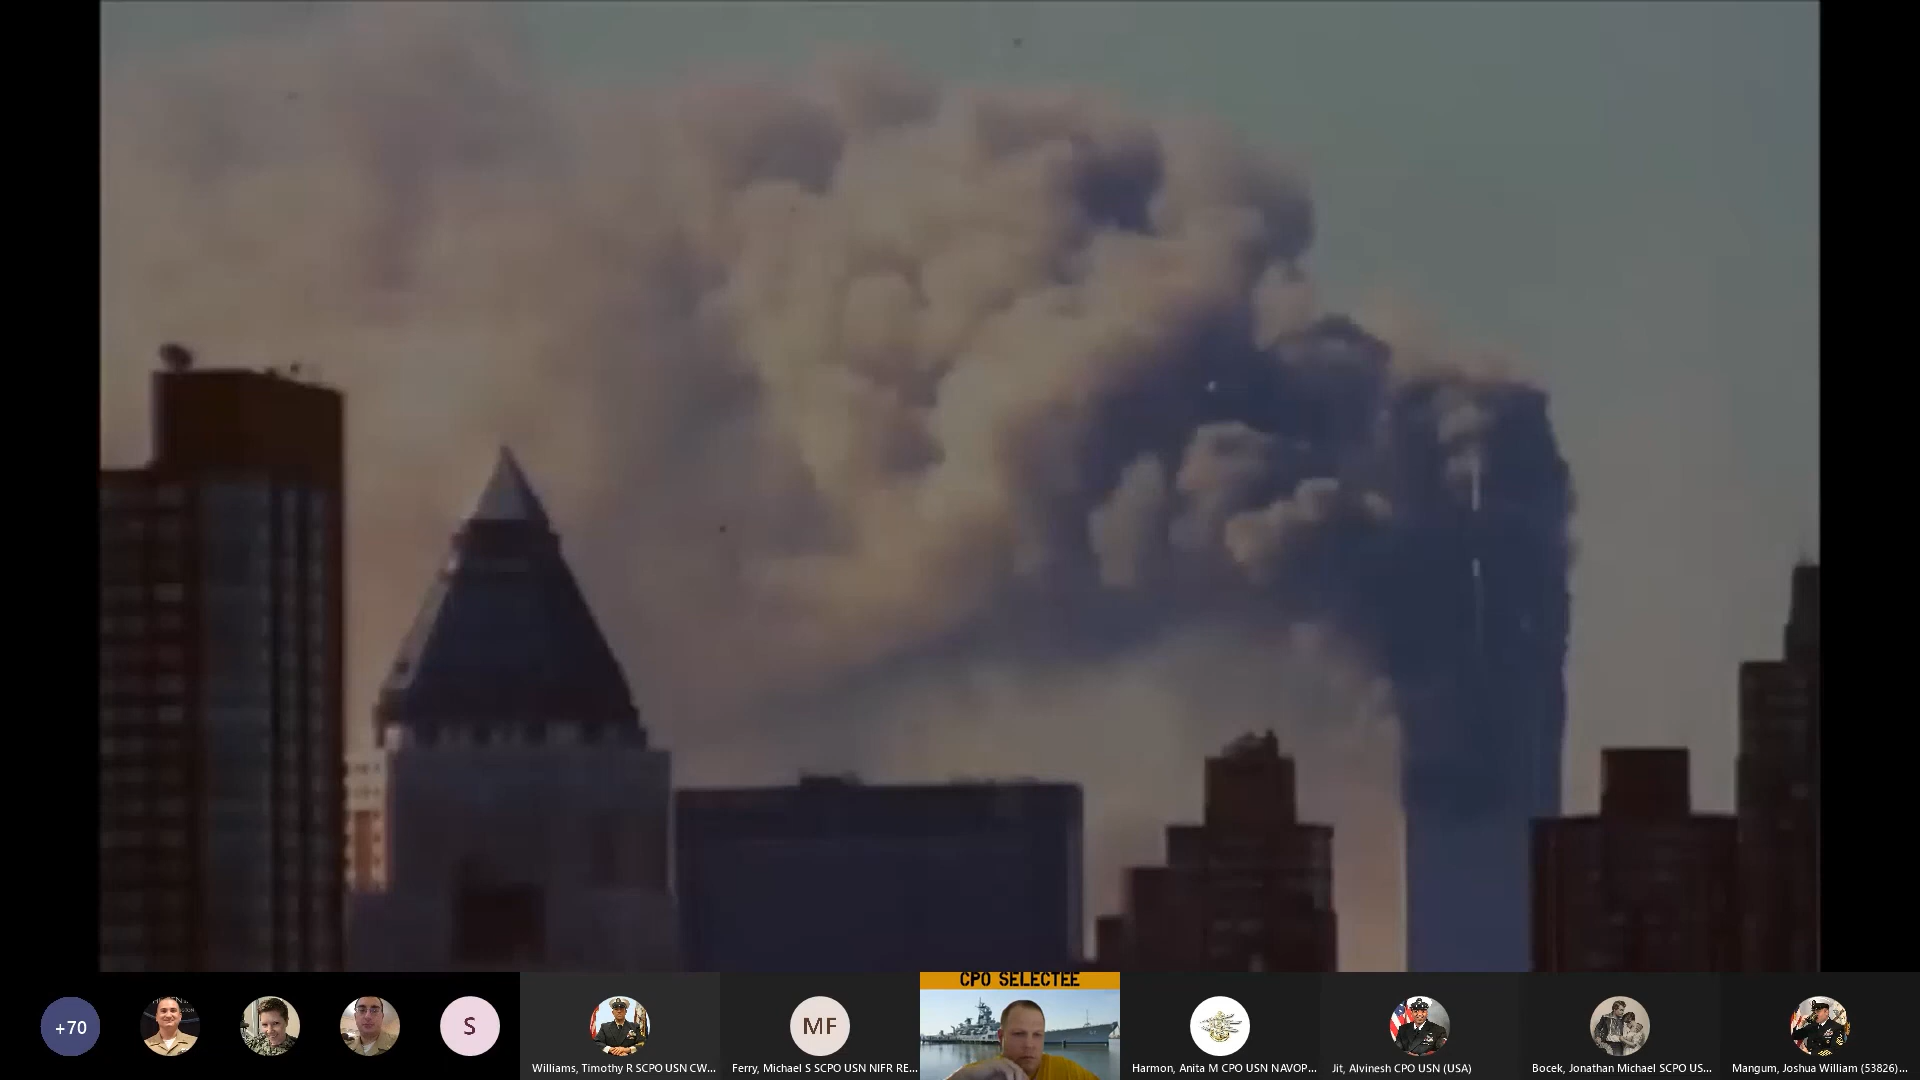 +70
S
MF
CPO SELECTEE
Williams, Timothy R SCPO USN CW...
Ferry, Michael S SCPO USN NIFR RE...
Harmon, Anita M CPO USN NAVOP...
Jit, Alvinesh CPO USN (USA)
Bocek, Jonathan Michael SCPO US...
Mangum, Joshua William (53826)...